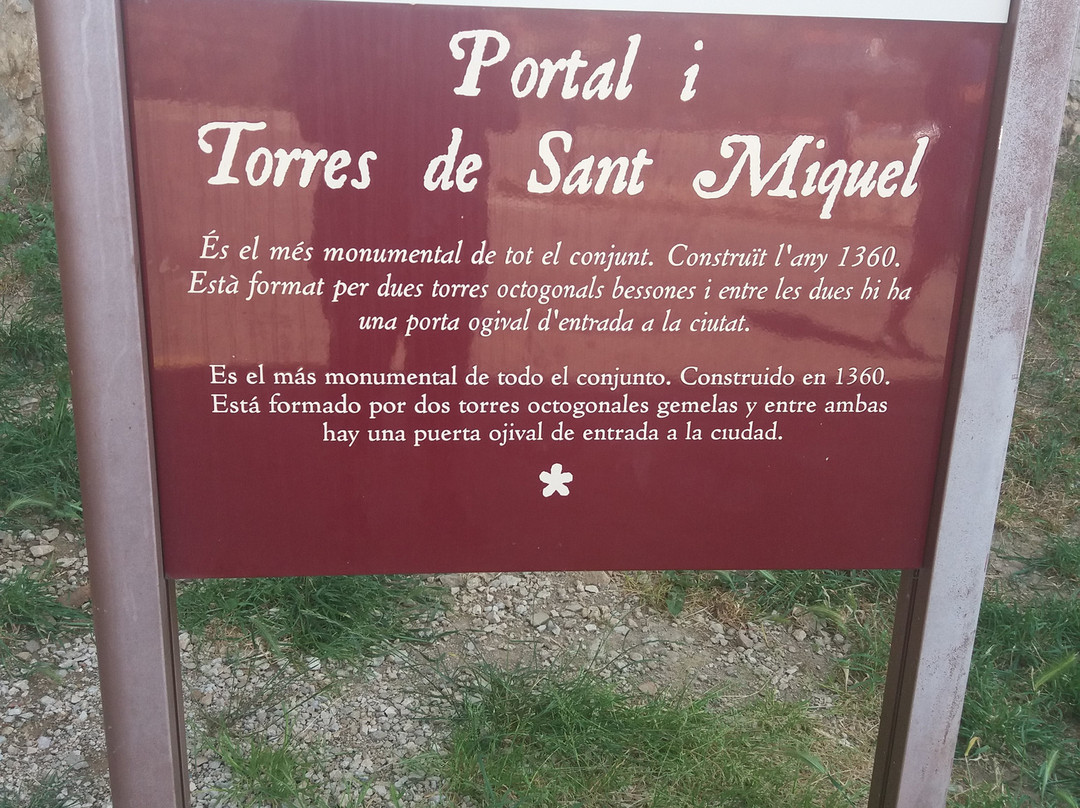 Portal i
Torres de Sant Miquel
És el més monumental de tot el conjunt. Construït l'any 1360.
Està format per dues torres octogonals bessones i entre les dues hi ha
una porta ogival d'entrada a la ciutat.
Es el más monumental de todo el conjunto. Construido en 1360.
Está formado por dos torres octogonales gemelas y entre ambas
hay una puerta ojival de entrada a la ciudad.